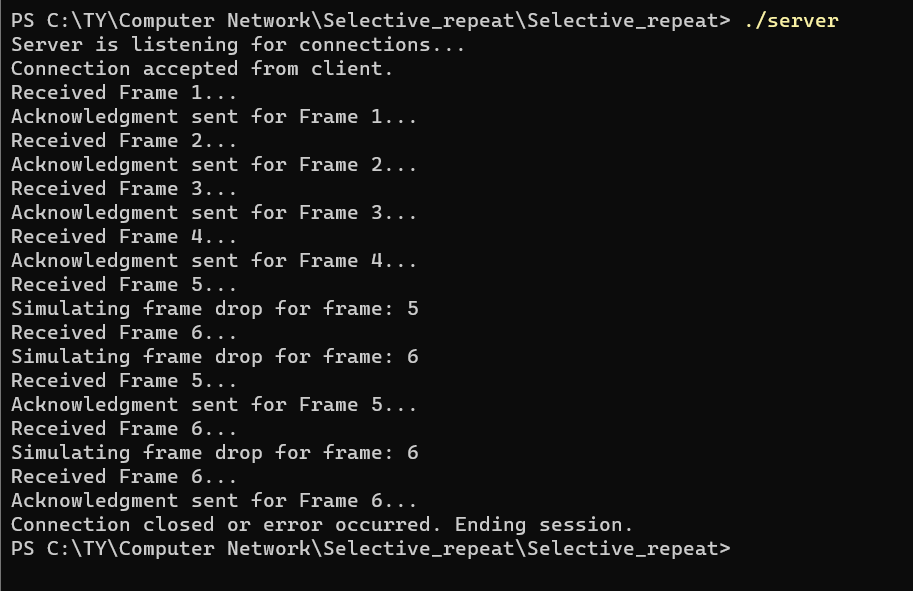 PS C:\TY\Computer Network\Selective_repeat\Selective_repeat> ./server
Server is listening for connections...
Connection accepted from client.
Received Frame 1...
Acknowledgment sent for Frame 1...
Received Frame 2...
Acknowledgment sent for Frame 2...
Received Frame 3...
Acknowledgment sent for Frame 3...
Received Frame 4...
Acknowledgment sent for Frame 4...
Received Frame 5...
Simulating frame drop for frame: 5
Received Frame 6...
Simulating frame drop for frame: 6
Received Frame 5...
Acknowledgment sent for Frame 5...
Received Frame 6...
Simulating frame drop for frame: 6
Received Frame 6...
Acknowledgment sent for Frame 6...
Connection closed or error occurred. Ending session.
PS C:\TY\Computer Network\Selective_repeat\Selective_repeat>